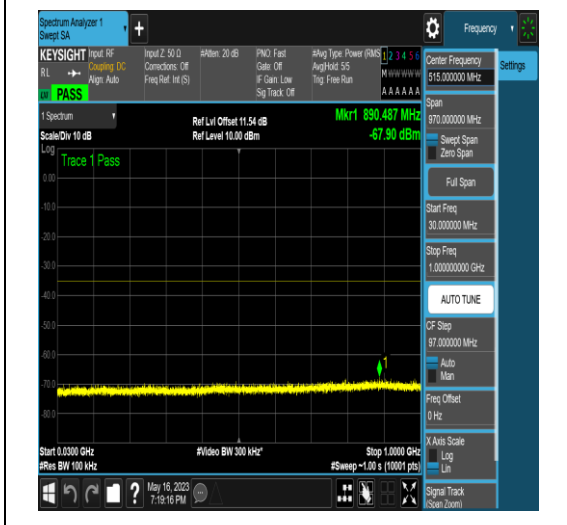 Spectrum Analyzer 1
Swept SA
+
Frequency
KEYSIGHT
RL
PASS
Input: RF
Coupling: DC
Align: Auto
Input Z: 50 Ω
Corrections: Off
Freq Ref: Int (S)
#Atten: 20 dB
PNO: Fast
Gate: Off
IF Gain: Low
Sig Track: Off
#Avg Type: Power (RMS
Avg|Hold: 5/5
Trig: Free Run
1 2 3 4 5 6
M W W W W W
A A A A A A
1 Spectrum
Scale/Div 10 dB
Ref Lvl Offset 11.54 dB
Ref Level 10.00 dBm
Mkr1 890.487 MHz
-67.90 dBm
Log
Trace 1 Pass
0.00
-10.0
-20.0
-30.0
-40.0
-50.0
-60.0
-70.0
-80.0
1
Start 0.0300 GHz
#Res BW 100 kHz
#Video BW 300 kHz*
Stop 1.0000 GHz
#Sweep ~1.00 s (10001 pts)
?
May 16, 2023
7:19:16 PM
Center Frequency
515.000000 MHz
Settings
Span
970.000000 MHz
Swept Span
Zero Span
Full Span
Start Freq
30.000000 MHz
Stop Freq
1.000000000 GHz
AUTO TUNE
CF Step
97.000000 MHz
Auto
Man
Freq Offset
0 Hz
X Axis Scale
Log
Lin
Signal Track
(Span Zoom)